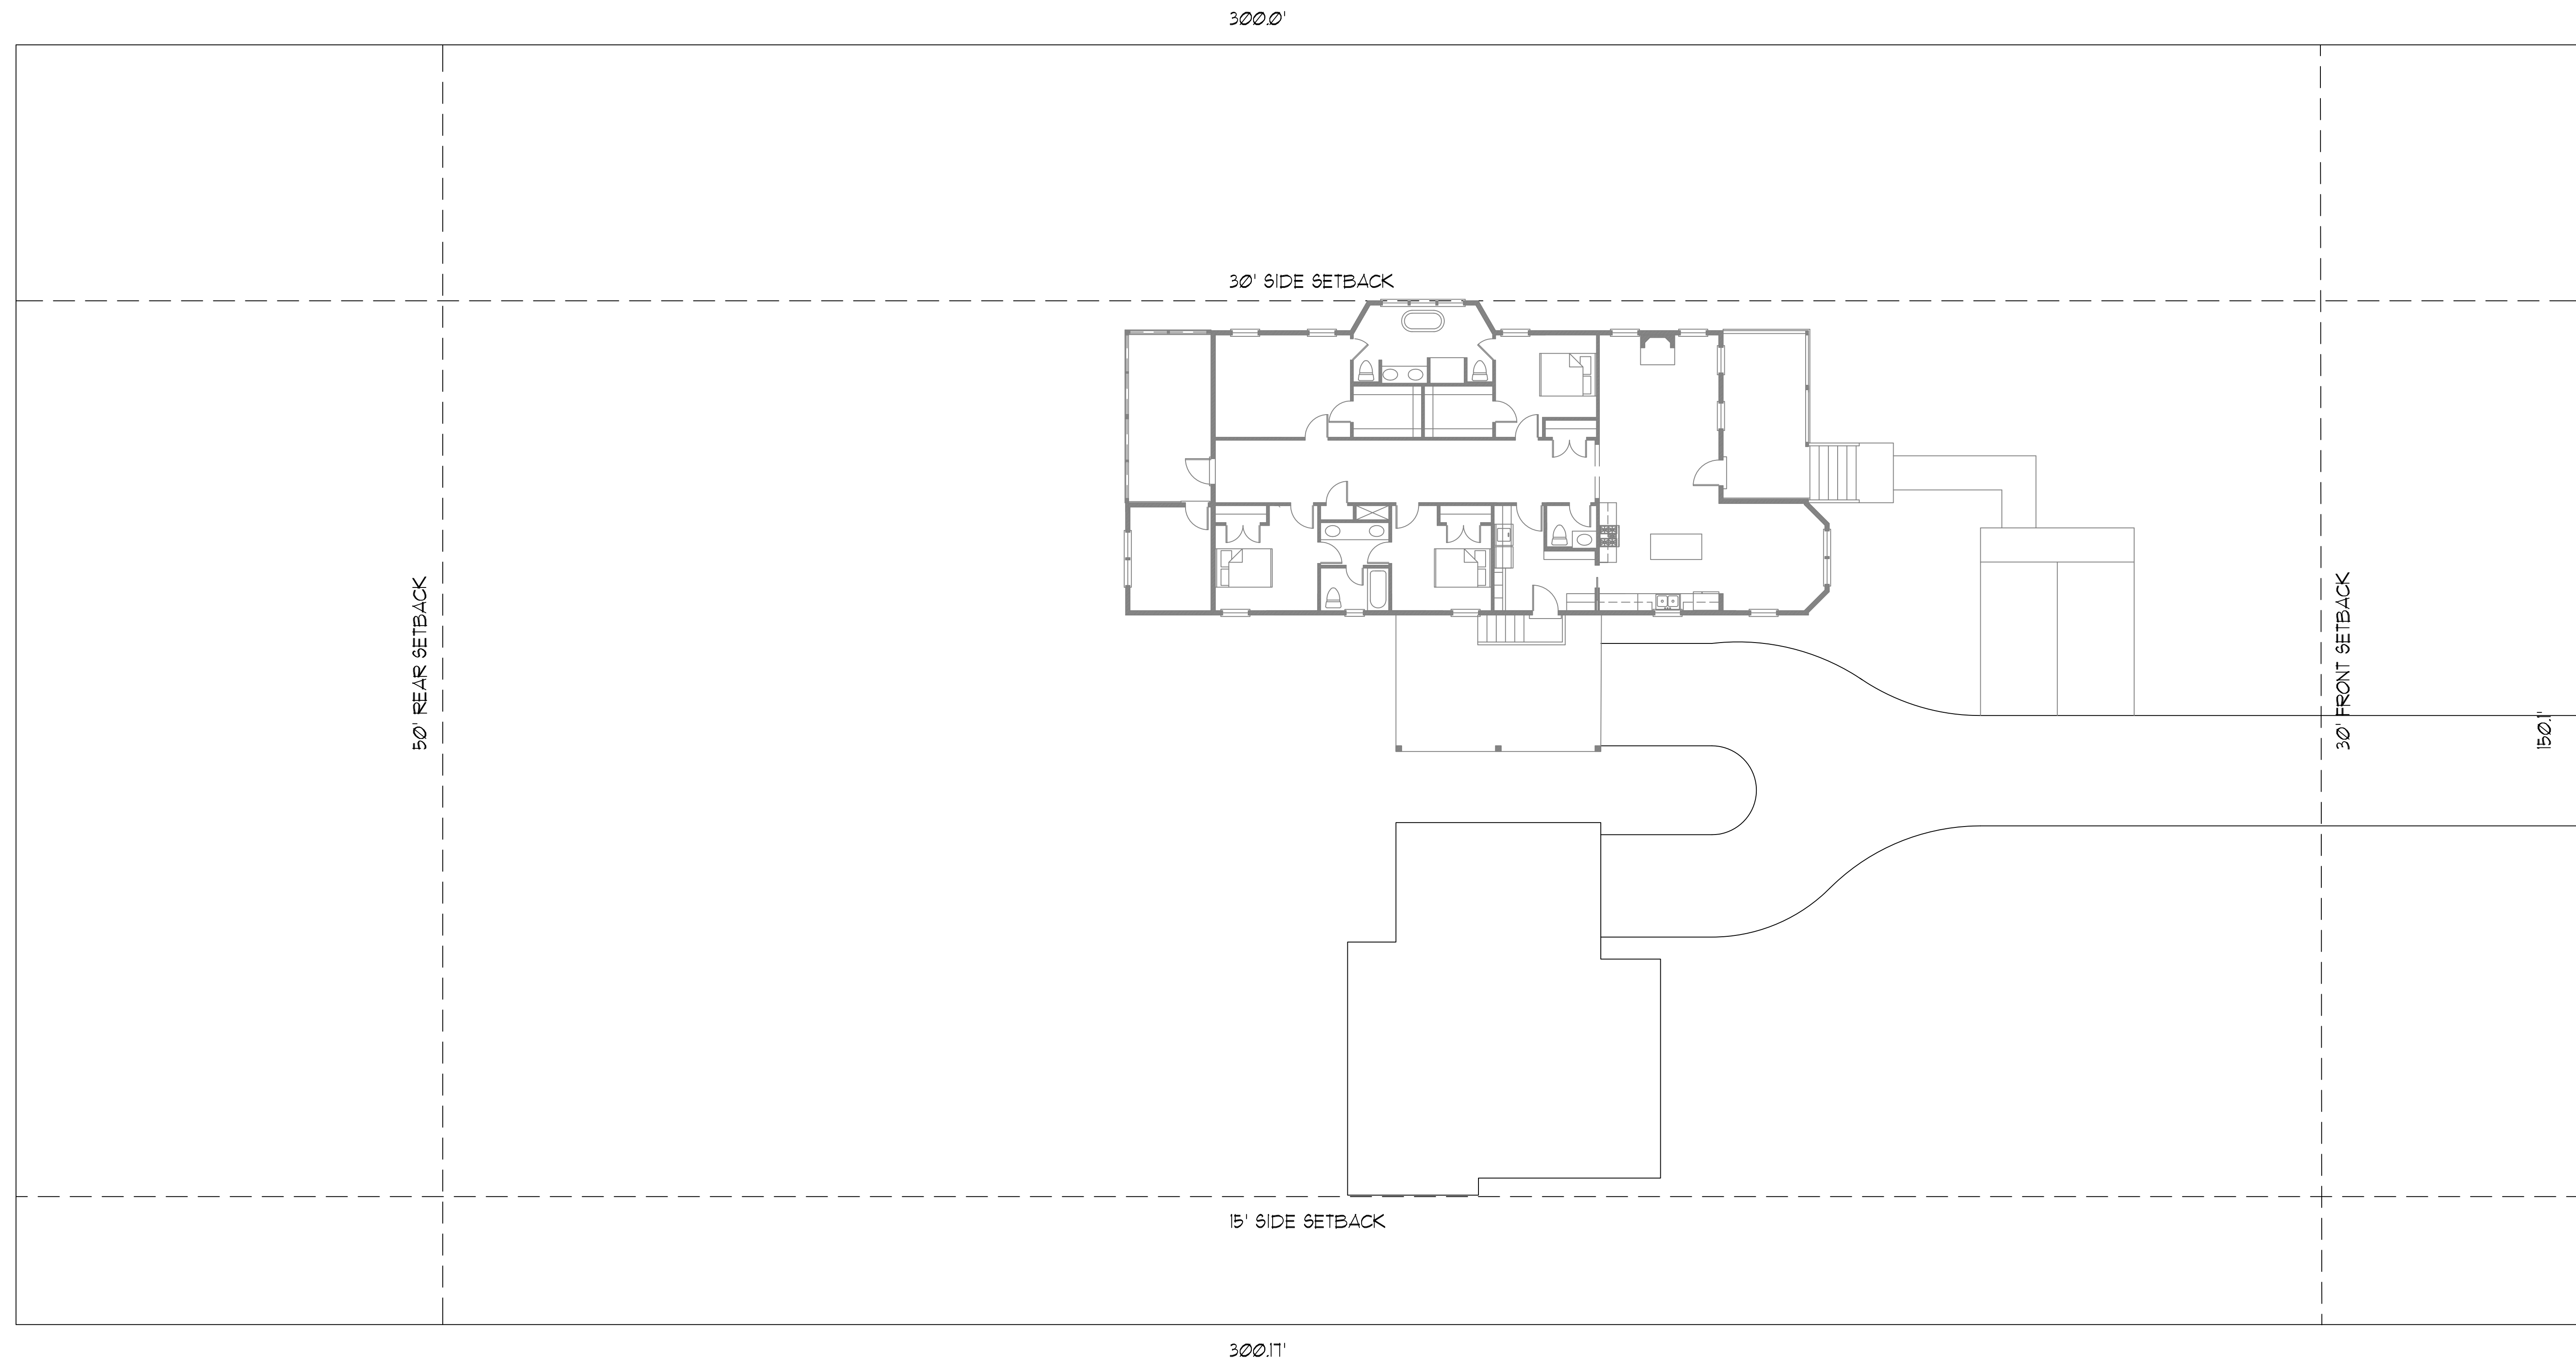 300.0'
30' SIDE SETBACK
50' REAR SETBACK
30' FRONT SETBACK
150.1'
15' SIDE SETBACK
300.17'